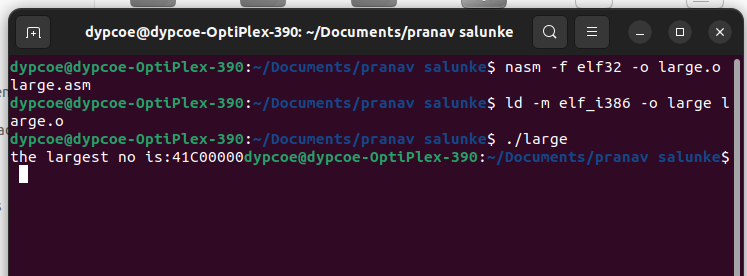 dypcoe@dypcoe-OptiPlex-390: ~/Documents/pranav salunke
dypcoe@dypcoe-OptiPlex-390:~/Documents/pranav salunke$ nasm -f elf32 -o large.o
large.asm
dypcoe@dypcoe-OptiPlex-390:~/Documents/pranav salunke$ ld -m elf_i386 -o large l
arge.o
dypcoe@dypcoe-OptiPlex-390:~/Documents/pranav salunke$ ./large
the largest no is:41C00000dypcoe@dypcoe-OptiPlex-390:~/Documents/pranav salunke$